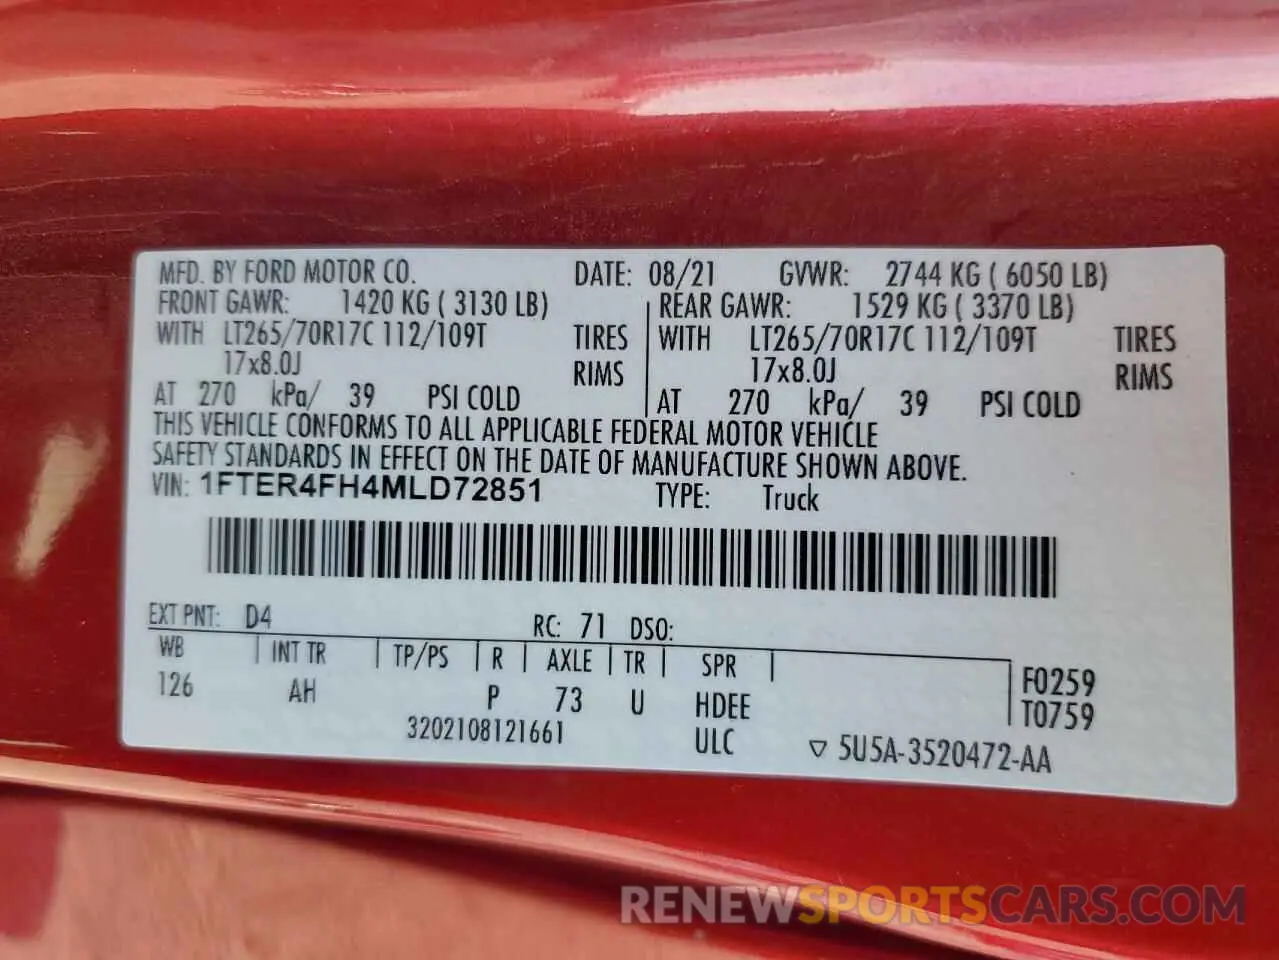 MFD. BY FORD MOTOR CO. DATE: 08/21 GVWR: 2744 KG ( 6050 LB)
FRONT GAWR: 1420 KG ( 3130 LB) REAR GAWR: 1529 KG ( 3370 LB)
WITH LT265/70R17C 112/109T TIRES WITH LT265/70R17C 112/109T TIRES
17x8.0J RIMS 17x8.0J RIMS
AT 270 kPa/ 39 PSI COLD AT 270 kPa/ 39 PSI COLD
THIS VEHICLE CONFORMS TO ALL APPLICABLE FEDERAL MOTOR VEHICLE
SAFETY STANDARDS IN EFFECT ON THE DATE OF MANUFACTURE SHOWN ABOVE.
VIN: 1FTER4FH4MLD72851 TYPE: Truck
EXT PNT: D4 RC: 71 DSO:
WB INT TR TP/PS R AXLE TR SPR F0259
126 AH P 73 U HDEE T0759
3202108121661 ULC ▽ 5U5A-3520472-AA
RENEWSPORTSCARS.COM